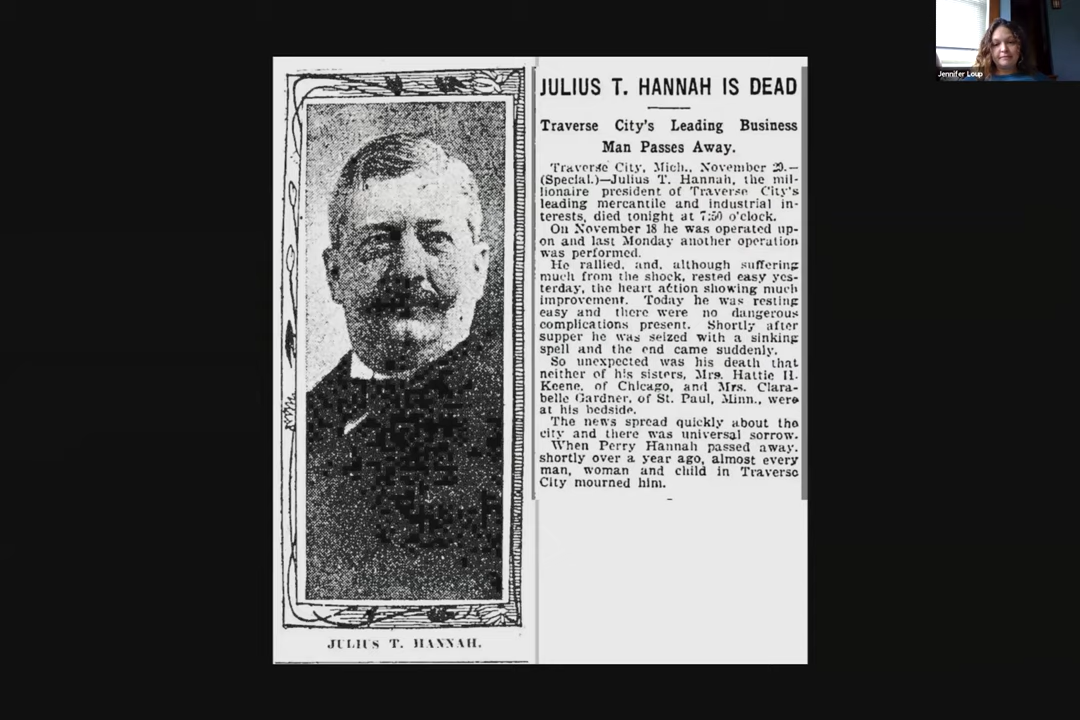 Jennifer Loup
JULIUS T. HANNAH.
JULIUS T. HANNAH IS DEAD
Traverse City's Leading Business
Man Passes Away.
Traverse City, Mich., November 29.—
(Special.)—Julius T. Hannah, the mil-
lionaire president of Traverse City's
leading mercantile and industrial in-
terests, died tonight at 7:50 o'clock.
On November 18 he was operated up-
on and last Monday another operation
was performed.
He rallied, and, although suffering
much from the shock, rested easy yes-
terday, the heart action showing much
improvement. Today he was resting
easy and there were no dangerous
complications present. Shortly after
supper he was seized with a sinking
spell and the end came suddenly.
So unexpected was his death that
neither of his sisters, Mrs. Hattie H.
Keene, of Chicago, and Mrs. Clara-
belle Gardner, of St. Paul, Minn., were
at his bedside.
The news spread quickly about the
city and there was universal sorrow.
When Perry Hannah passed away,
shortly over a year ago, almost every
man, woman and child in Traverse
City mourned him.